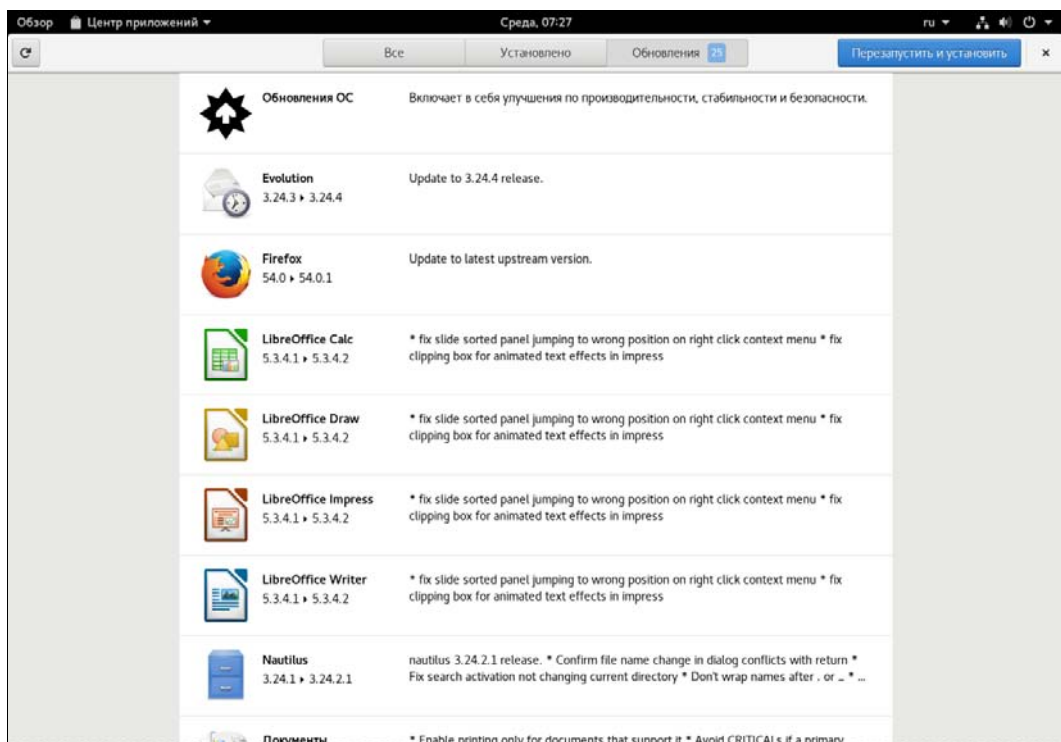 Обзор Центр приложений Среда, 07:27 ru
Все Установлено Обновления 25 Перезапустить и установить
Обновления ОС Включает в себя улучшения по производительности, стабильности и безопасности.
Evolution Update to 3.24.4 release.
3.24.3 ▸ 3.24.4
Firefox Update to latest upstream version.
54.0 ▸ 54.0.1
LibreOffice Calc * fix slide sorted panel jumping to wrong position on right click context menu * fix
5.3.4.1 ▸ 5.3.4.2 clipping box for animated text effects in impress
LibreOffice Draw * fix slide sorted panel jumping to wrong position on right click context menu * fix
5.3.4.1 ▸ 5.3.4.2 clipping box for animated text effects in impress
LibreOffice Impress * fix slide sorted panel jumping to wrong position on right click context menu * fix
5.3.4.1 ▸ 5.3.4.2 clipping box for animated text effects in impress
LibreOffice Writer * fix slide sorted panel jumping to wrong position on right click context menu * fix
5.3.4.1 ▸ 5.3.4.2 clipping box for animated text effects in impress
Nautilus nautilus 3.24.2.1 release. * Confirm file name change in dialog conflicts with return *
3.24.1 ▸ 3.24.2.1 Fix search activation not changing current directory * Don't wrap names after . or _ * ...
Документы * Enable printing only for documents that support it * Avoid CRITICALs if a primary